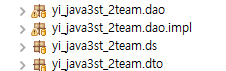 yi_java3st_2team.dao
yi_java3st_2team.dao.impl
yi_java3st_2team.ds
yi_java3st_2team.dto